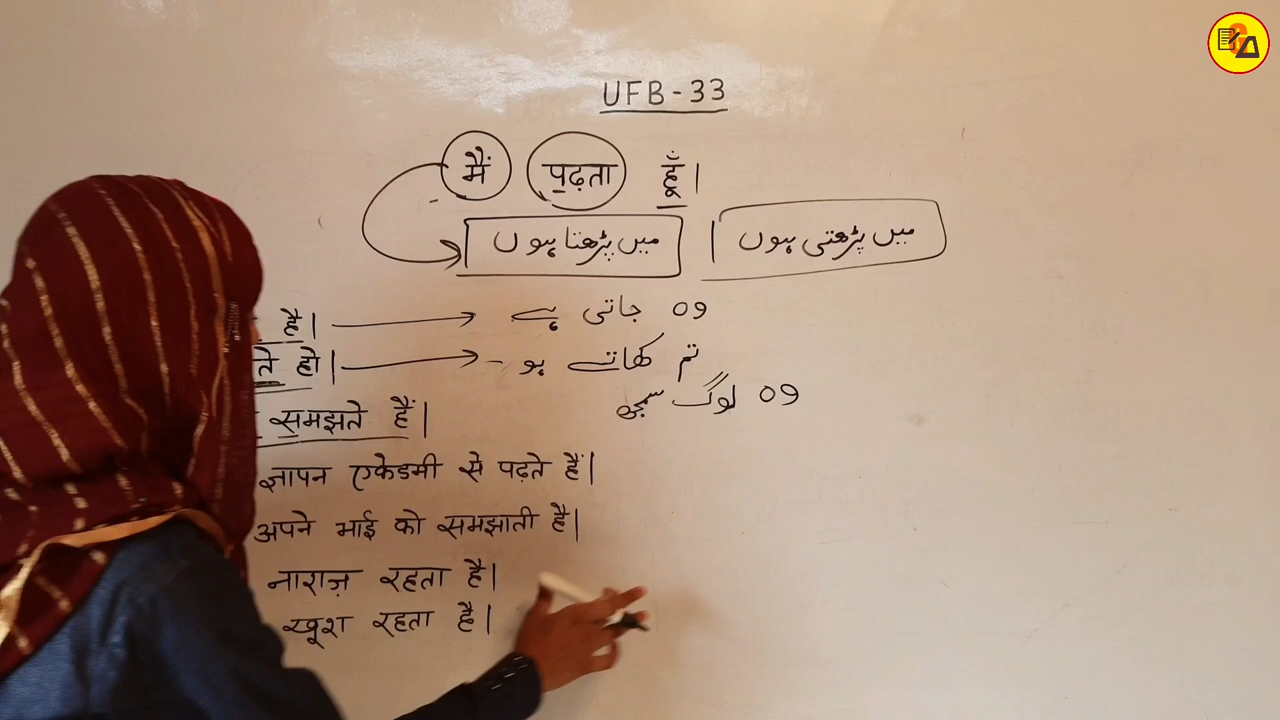 UFB-33
मैं पढ़ता हूँ।
میں پڑھتا ہوں | میں پڑھتی ہوں
है। وہ جاتی ہے
ते हो। تم کھاتے ہو -
समझते हैं। وہ لوگ سمجھ
ज्ञापन एकेडमी से पढ़ते हैं।
अपने भाई को समझाती है।
नाराज़ रहता है।
खूश रहता है।